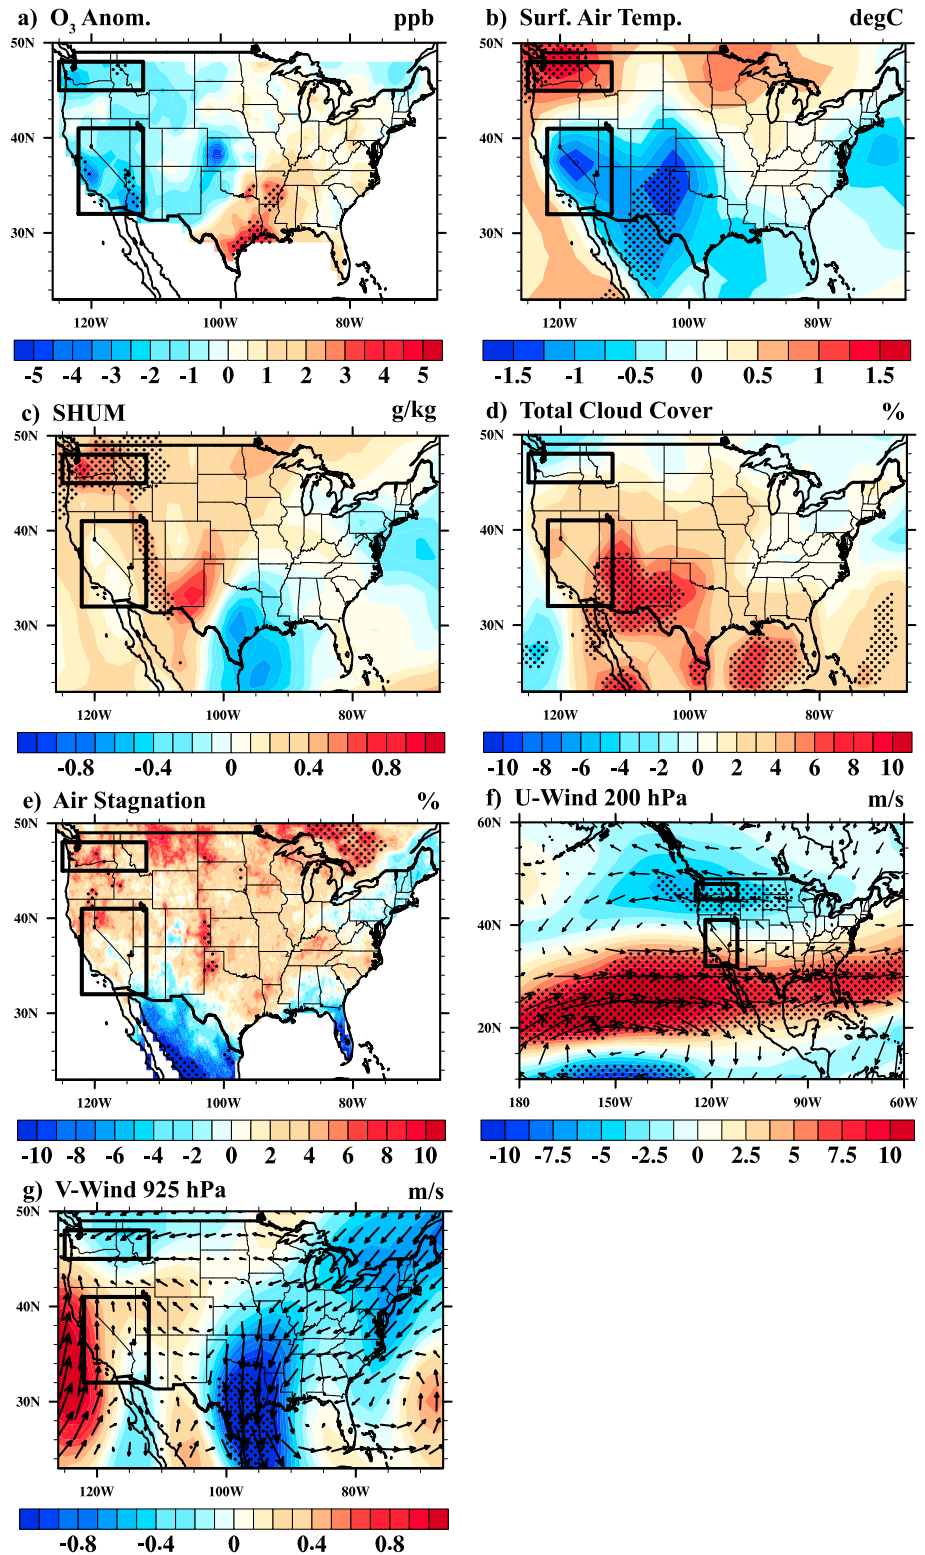 a) O3 Anom. ppb
50N
40N
30N
120W 100W 80W
-5 -4 -3 -2 -1 0 1 2 3 4 5
b) Surf. Air Temp. degC
50N
40N
30N
120W 100W 80W
-1.5 -1 -0.5 0 0.5 1 1.5
c) SHUM g/kg
50N
40N
30N
120W 100W 80W
-0.8 -0.4 0 0.4 0.8
d) Total Cloud Cover %
50N
40N
30N
120W 100W 80W
-10 -8 -6 -4 -2 0 2 4 6 8 10
e) Air Stagnation %
50N
40N
30N
120W 100W 80W
-10 -8 -6 -4 -2 0 2 4 6 8 10
f) U-Wind 200 hPa m/s
60N
40N
20N
180 150W 120W 90W 60W
-10 -7.5 -5 -2.5 0 2.5 5 7.5 10
g) V-Wind 925 hPa m/s
50N
40N
30N
120W 100W 80W
-0.8 -0.4 0 0.4 0.8